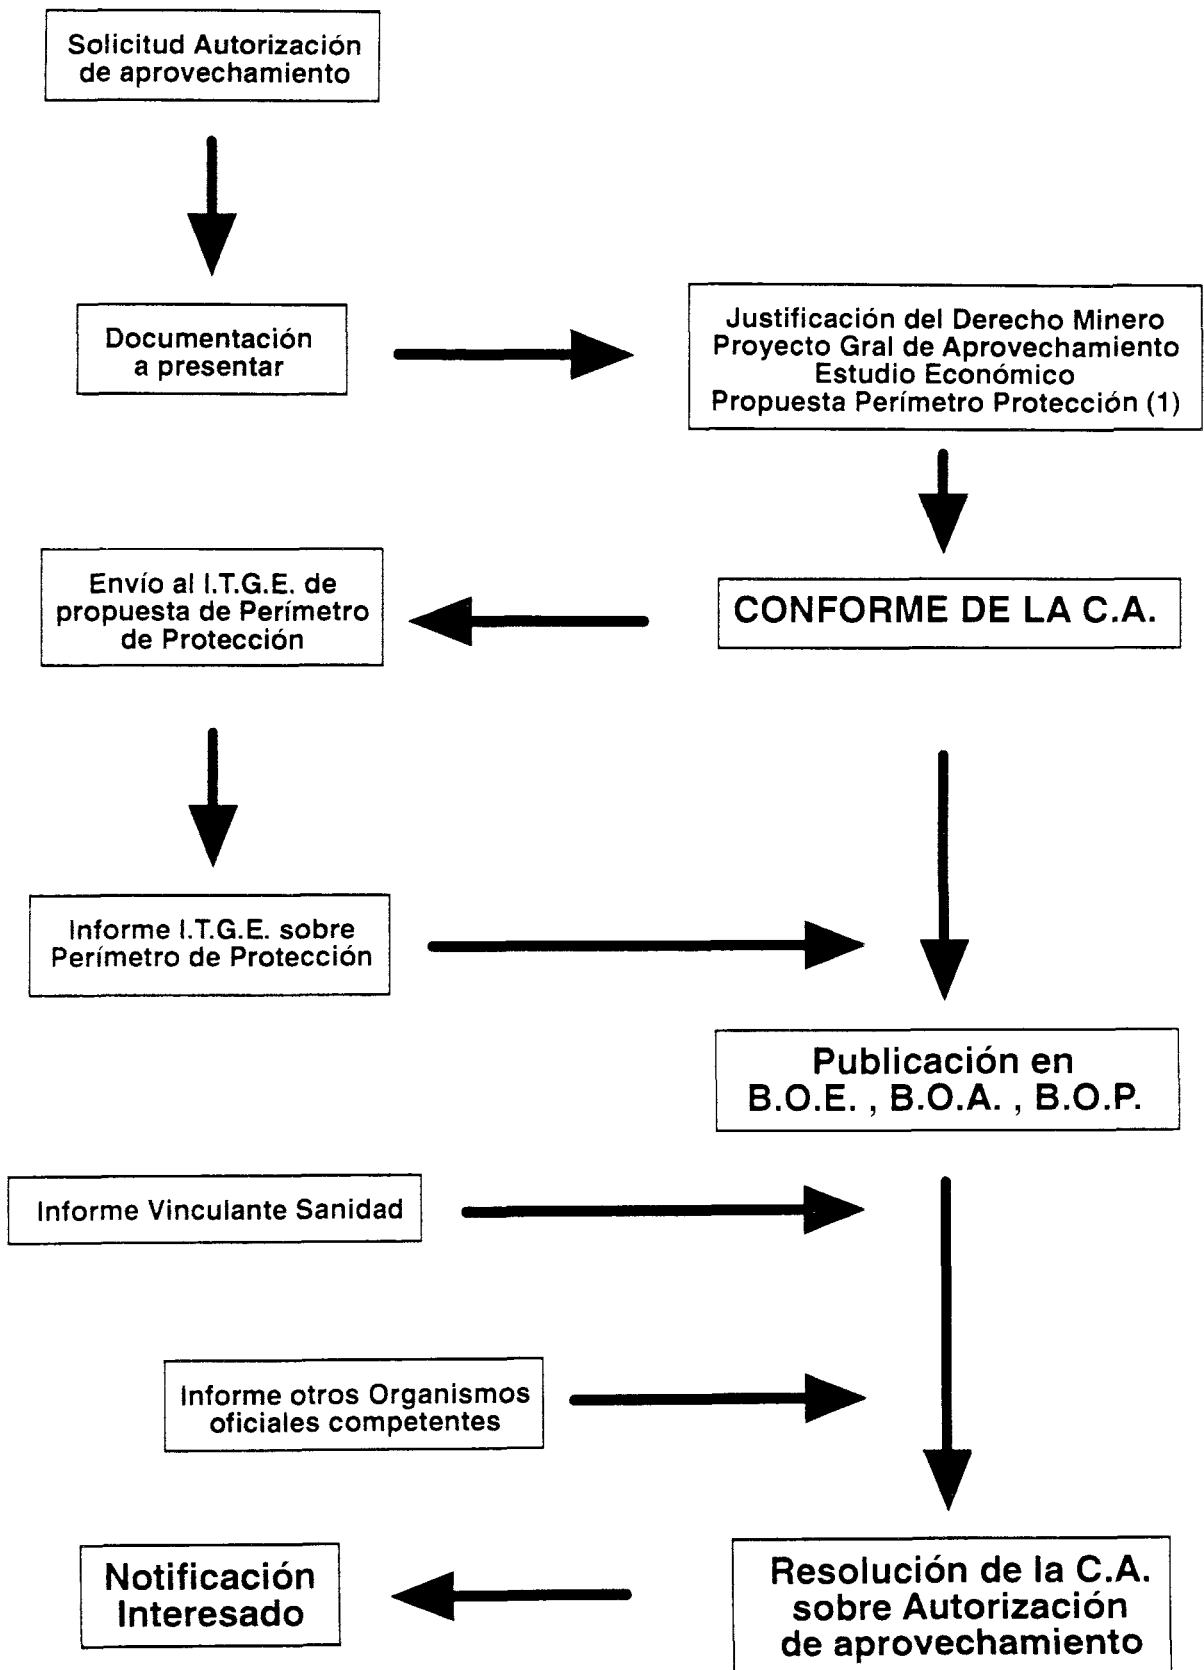 Solicitud Autorización
de aprovechamiento
Documentación
a presentar
Justificación del Derecho Minero
Proyecto Gral de Aprovechamiento
Estudio Económico
Propuesta Perímetro Protección (1)
Envío al I.T.G.E. de
propuesta de Perímetro
de Protección
CONFORME DE LA C.A.
Informe I.T.G.E. sobre
Perímetro de Protección
Publicación en
B.O.E. , B.O.A. , B.O.P.
Informe Vinculante Sanidad
Informe otros Organismos
oficiales competentes
Notificación
Interesado
Resolución de la C.A.
sobre Autorización
de aprovechamiento